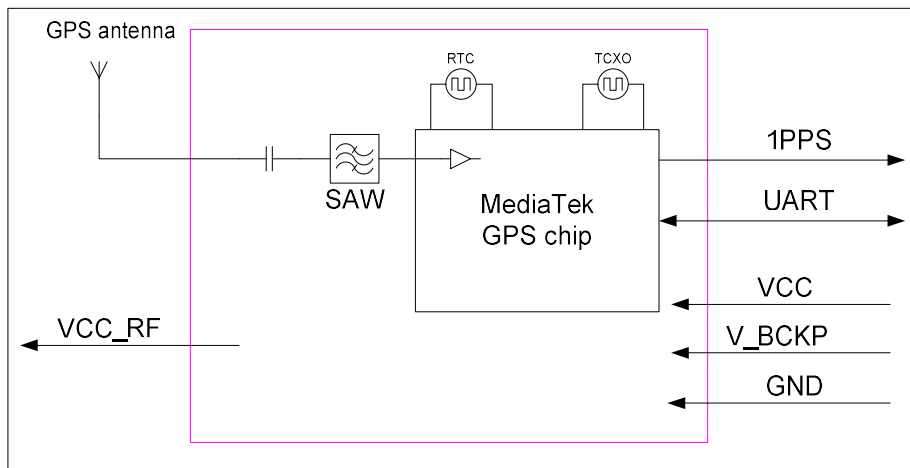 GPS antenna
RTC
TCXO
1PPS
SAW
MediaTek
GPS chip
UART
VCC
VCC_RF
V_BCKP
GND